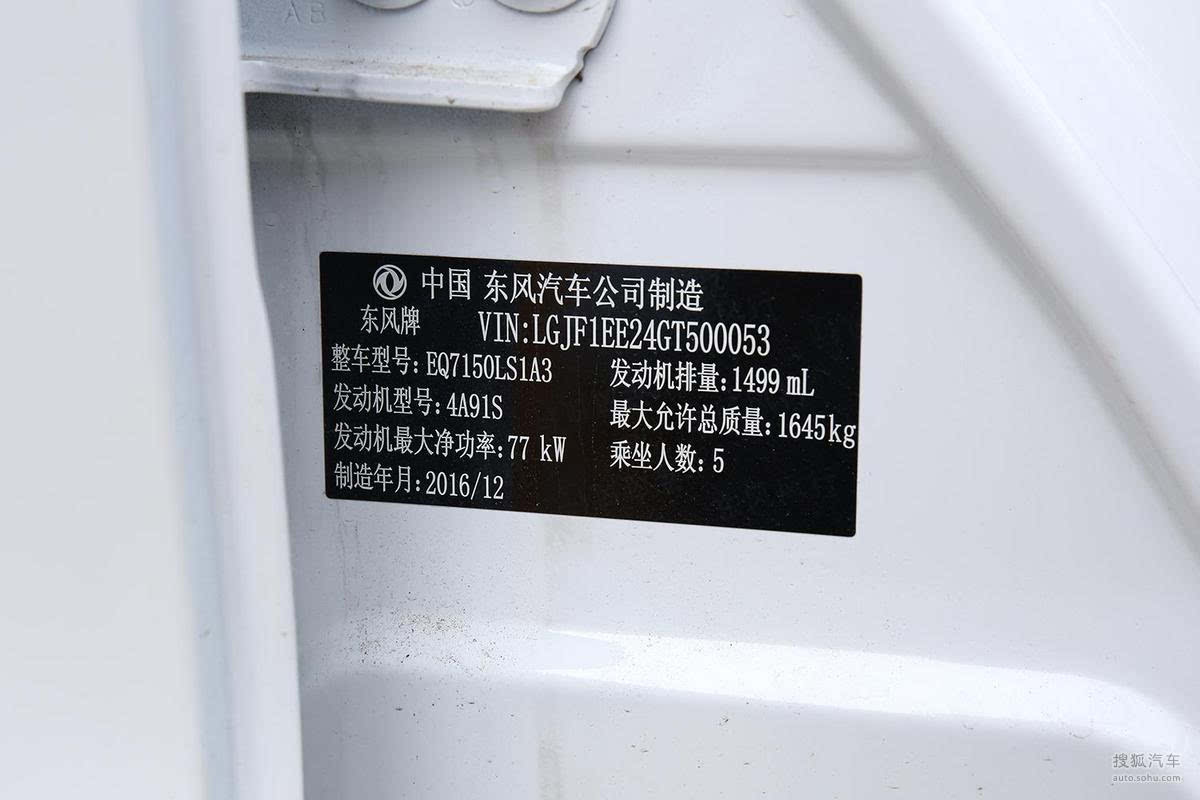 AB
中国 东风汽车公司制造
东风牌 VIN:LGJF1EE24GT500053
整车型号:EQ7150LS1A3 发动机排量:1499 mL
发动机型号:4A91S 最大允许总质量:1645kg
发动机最大净功率:77 kW 乘坐人数:5
制造年月:2016/12
搜狐汽车
auto.sohu.com